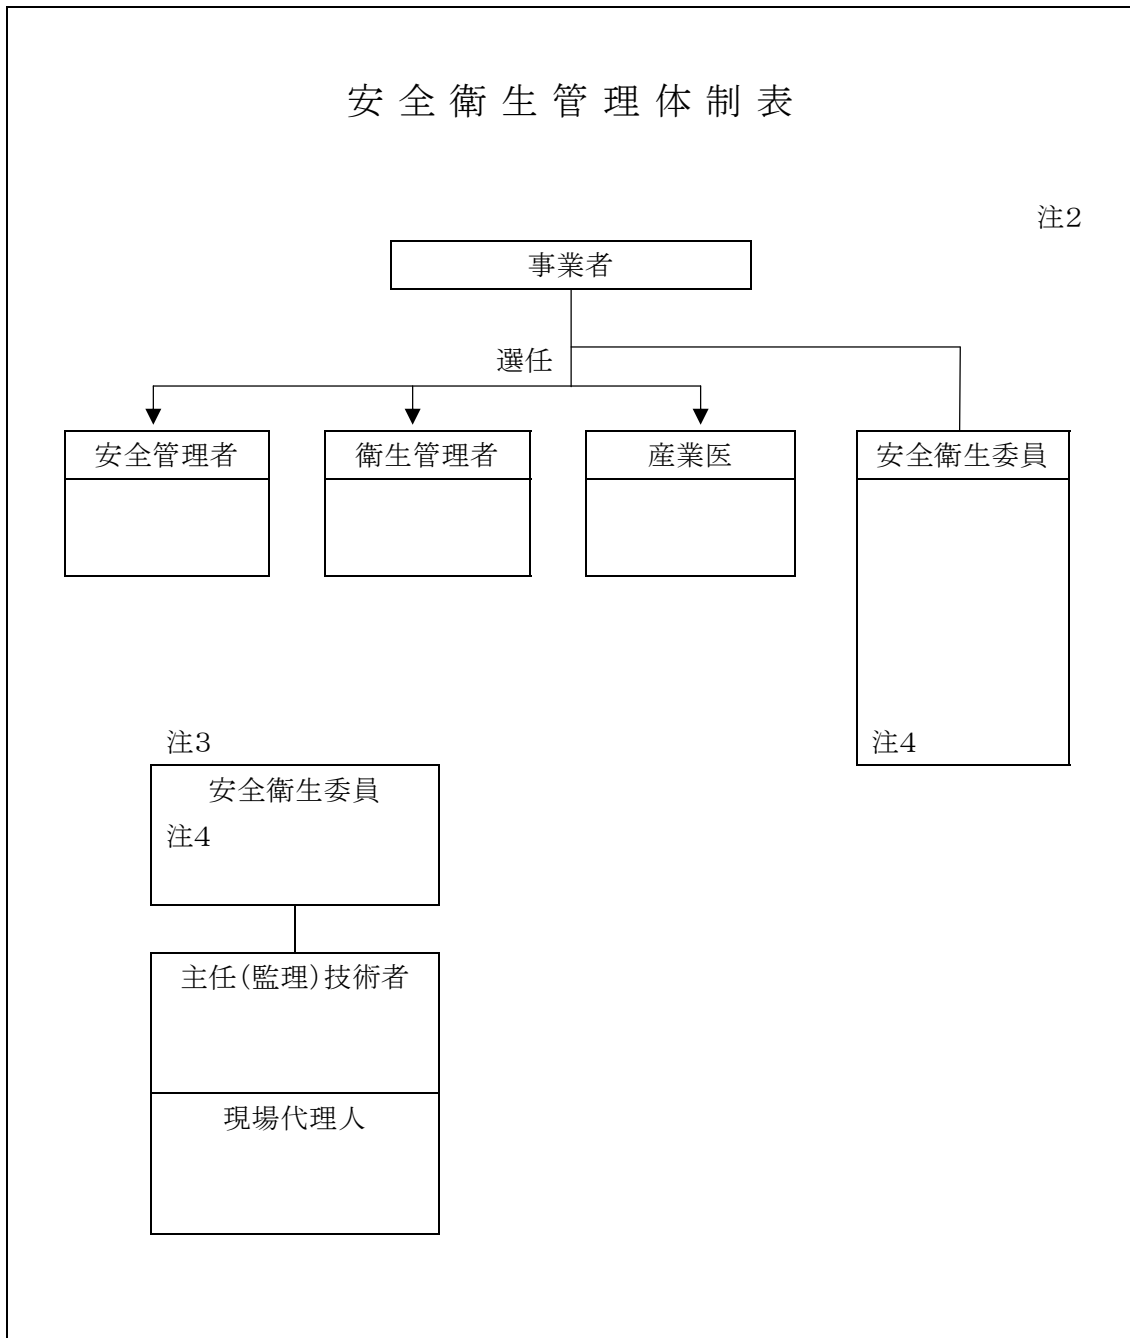 安全衛生管理体制表
注2
事業者
選任
安全管理者
衛生管理者
産業医
安全衛生委員
注4
注3
安全衛生委員
注4
主任(監理)技術者
現場代理人